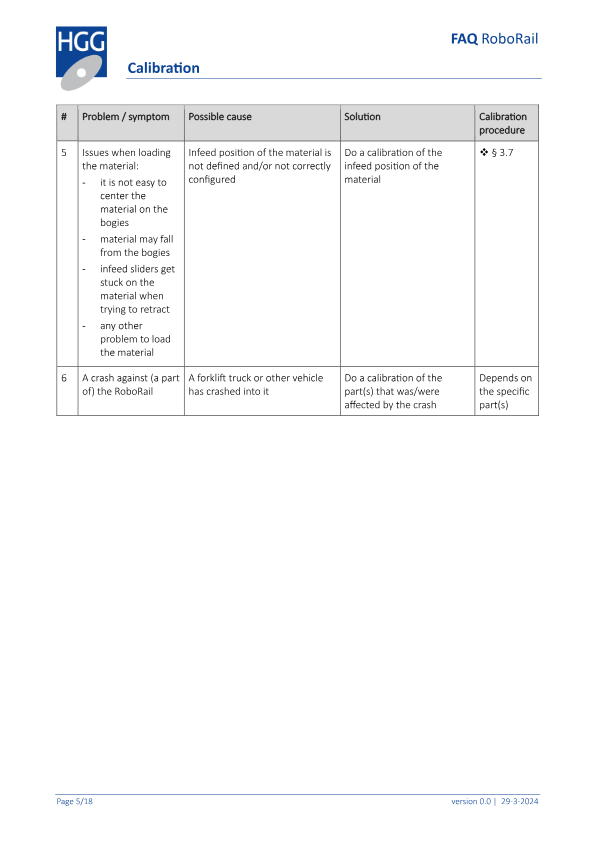 HGG
FAQ RoboRail
Calibration
# Problem / symptom Possible cause Solution Calibration procedure
5
Issues when loading
the material:
- it is not easy to
center the
material on the
bogies
- material may fall
from the bogies
- infeed sliders get
stuck on the
material when
trying to retract
- any other
problem to load
the material
Infeed position of the material is
not defined and/or not correctly
configured
Do a calibration of the
infeed position of the
material
❖ § 3.7
6
A crash against (a part
of) the RoboRail
A forklift truck or other vehicle
has crashed into it
Do a calibration of the
part(s) that was/were
affected by the crash
Depends on
the specific
part(s)
Page 5/18
version 0.0 | 29-3-2024